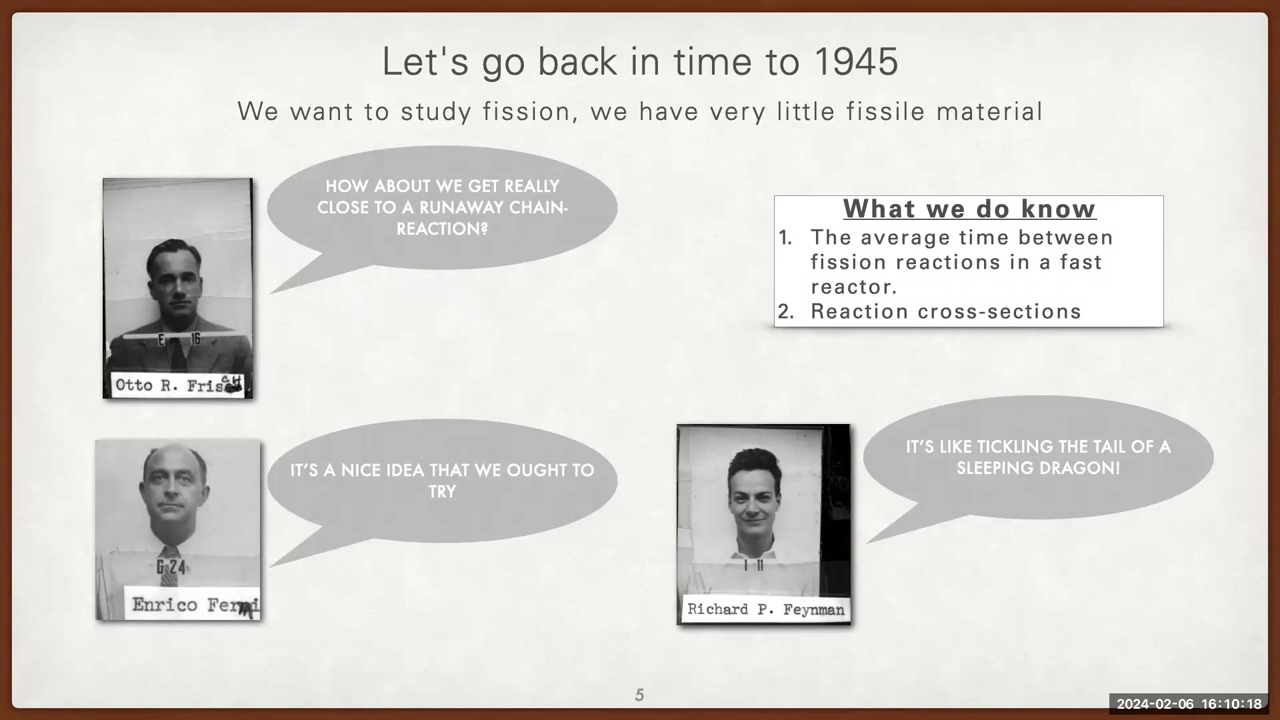 Let's go back in time to 1945
We want to study fission, we have very little fissile material
HOW ABOUT WE GET REALLY
CLOSE TO A RUNAWAY CHAIN-
REACTION?
What we do know
1. The average time between
fission reactions in a fast
reactor.
2. Reaction cross-sections
E 16
Otto R. Frisch
IT'S A NICE IDEA THAT WE OUGHT TO
TRY
G 24
Enrico Fermi
IT'S LIKE TICKLING THE TAIL OF A
SLEEPING DRAGON!
I 11
Richard P. Feynman
5
2024-02-06 16:10:18